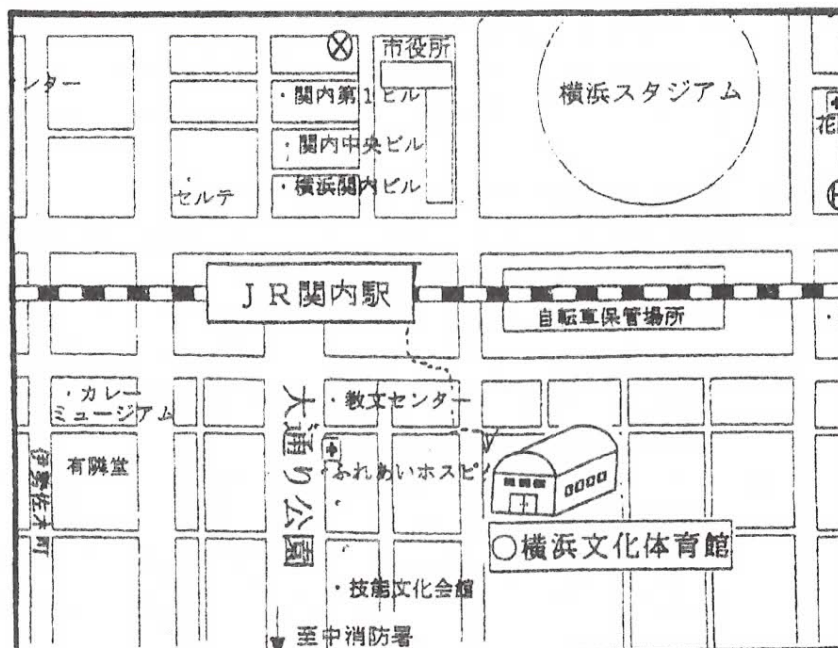 市役所
ンター
・関内第1ビル
横浜スタジアム
・関内中央ビル
花
セルテ
・横浜関内ビル
JR関内駅
自転車保管場所
・カレー
ミュージアム
・教文センター
大通り公園
有隣堂
ふれあいホスピ
伊勢佐木町
○横浜文化体育館
・技能文化会館
至中消防署